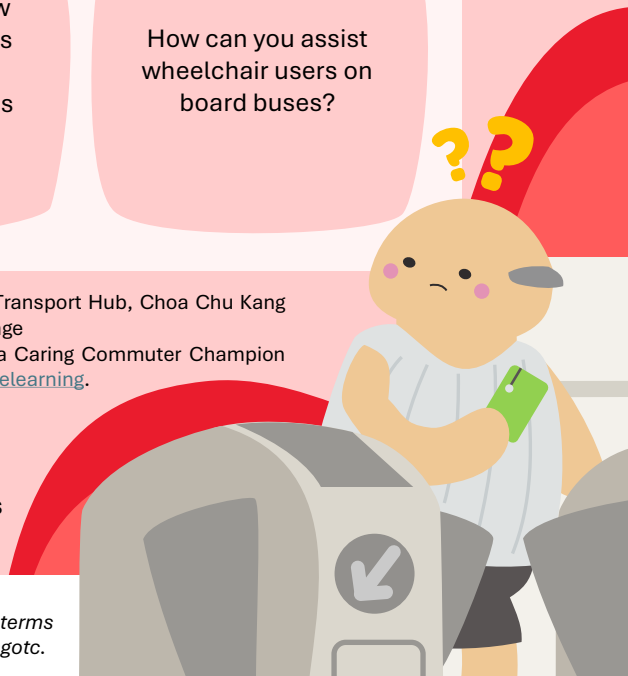 w
s
s
How can you assist
wheelchair users on
board buses?
? ?
Transport Hub, Choa Chu Kang
nge
a Caring Commuter Champion
elearning.
s
terms
gotc.